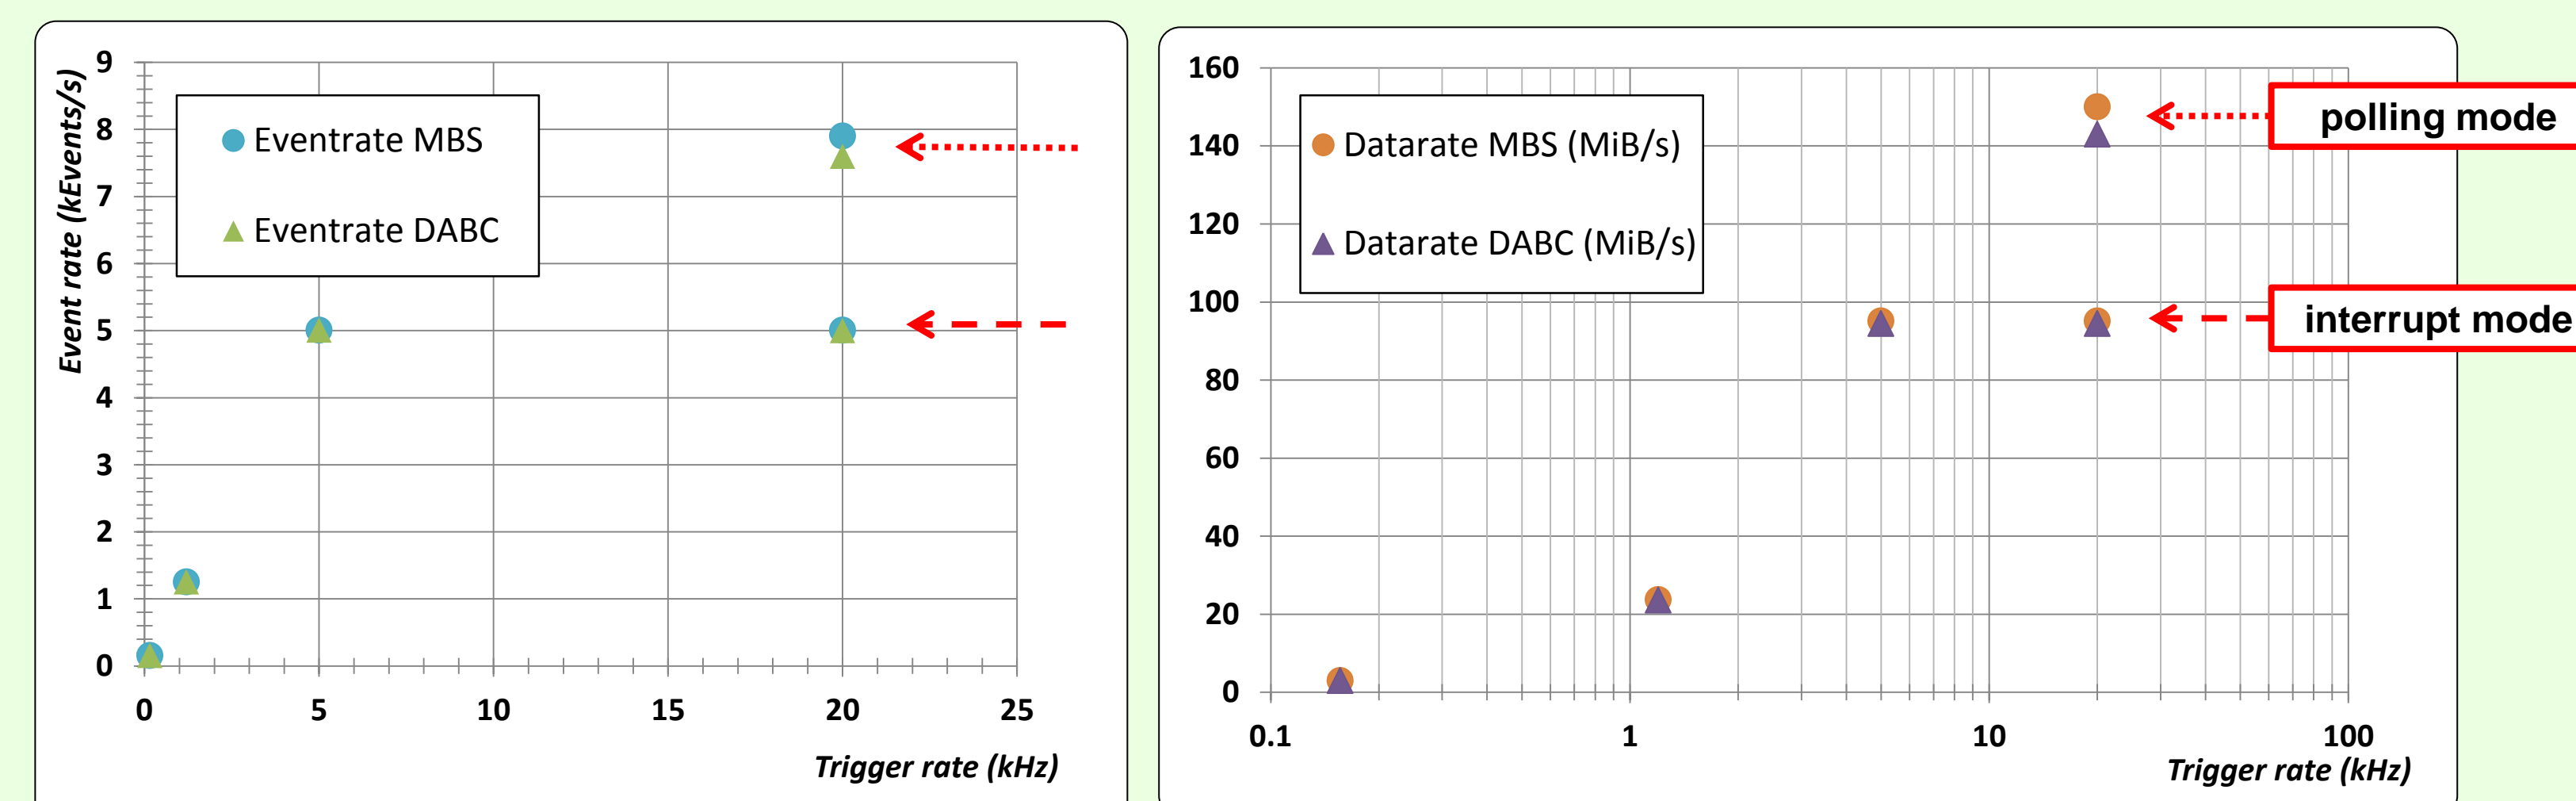 Event rate (kEvents/s)
9
8
7
6
5
4
3
2
1
0
Eventrate MBS
Eventrate DABC
0 5 10 15 20 25
Trigger rate (kHz)
160
140
120
100
80
60
40
20
0
Datarate MBS (MiB/s)
Datarate DABC (MiB/s)
polling mode
interrupt mode
0.1 1 10 100
Trigger rate (kHz)